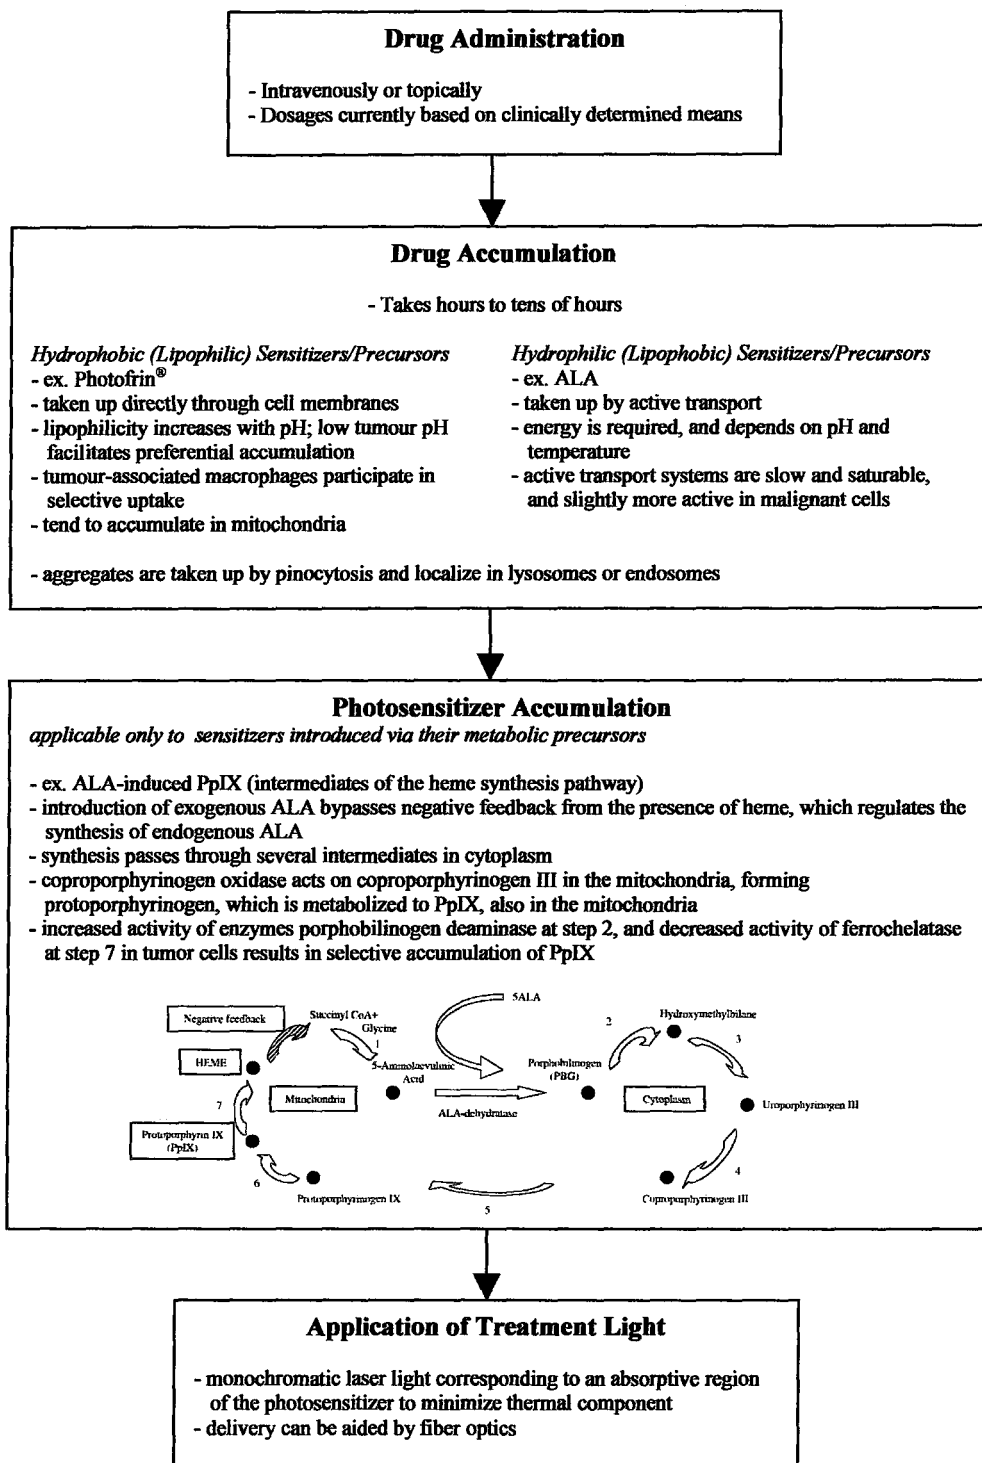 Drug Administration
- Intravenously or topically
- Dosages currently based on clinically determined means
Drug Accumulation
- Takes hours to tens of hours
Hydrophobic (Lipophilic) Sensitizers/Precursors
- ex. Photofrin®
- taken up directly through cell membranes
- lipophilicity increases with pH; low tumour pH
facilitates preferential accumulation
- tumour-associated macrophages participate in
selective uptake
- tend to accumulate in mitochondria
Hydrophilic (Lipophobic) Sensitizers/Precursors
- ex. ALA
- taken up by active transport
- energy is required, and depends on pH and
temperature
- active transport systems are slow and saturable,
and slightly more active in malignant cells
- aggregates are taken up by pinocytosis and localize in lysosomes or endosomes
Photosensitizer Accumulation
applicable only to sensitizers introduced via their metabolic precursors
- ex. ALA-induced PpIX (intermediates of the heme synthesis pathway)
- introduction of exogenous ALA bypasses negative feedback from the presence of heme, which regulates the
synthesis of endogenous ALA
- synthesis passes through several intermediates in cytoplasm
- coproporphyrinogen oxidase acts on coproporphyrinogen III in the mitochondria, forming
protoporphyrinogen, which is metabolized to PpIX, also in the mitochondria
- increased activity of enzymes porphobilinogen deaminase at step 2, and decreased activity of ferrochelatase
at step 7 in tumor cells results in selective accumulation of PpIX
Negative feedback
Succinyl CoA+
Glycine
1
5ALA
2
Hydroxymethylbilane
3
HEME
5-Aminolaevulinic
Acid
Porphobilinogen
(PBG)
Mitochondria
ALA-dehydratase
Cytoplasm
Uroporphyrinogen III
7
Protoporphyrin IX
(PpIX)
6
Protoporphyrinogen IX
5
Coproporphyrinogen III
4
Application of Treatment Light
- monochromatic laser light corresponding to an absorptive region
of the photosensitizer to minimize thermal component
- delivery can be aided by fiber optics